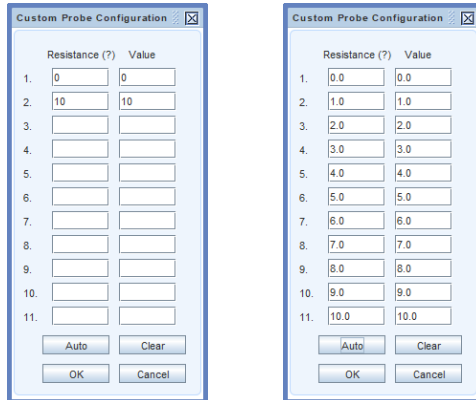 Custom Probe Configuration
Resistance (?) Value
1. 0 0
2. 10 10
3.
4.
5.
6.
7.
8.
9.
10.
11.
Auto Clear
OK Cancel
Custom Probe Configuration
Resistance (?) Value
1. 0.0 0.0
2. 1.0 1.0
3. 2.0 2.0
4. 3.0 3.0
5. 4.0 4.0
6. 5.0 5.0
7. 6.0 6.0
8. 7.0 7.0
9. 8.0 8.0
10. 9.0 9.0
11. 10.0 10.0
Auto Clear
OK Cancel